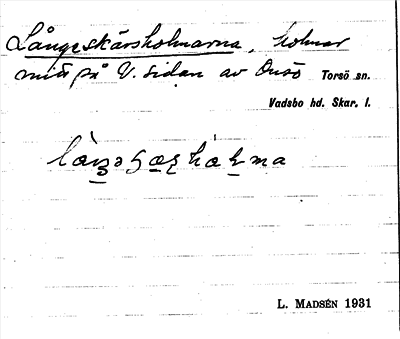 Långeskärsholmarna, holmar
mitt på V. sidan av Onsö Torsö sn.
Vadsbo hd. Skar. l.
L. MADSÉN 1931